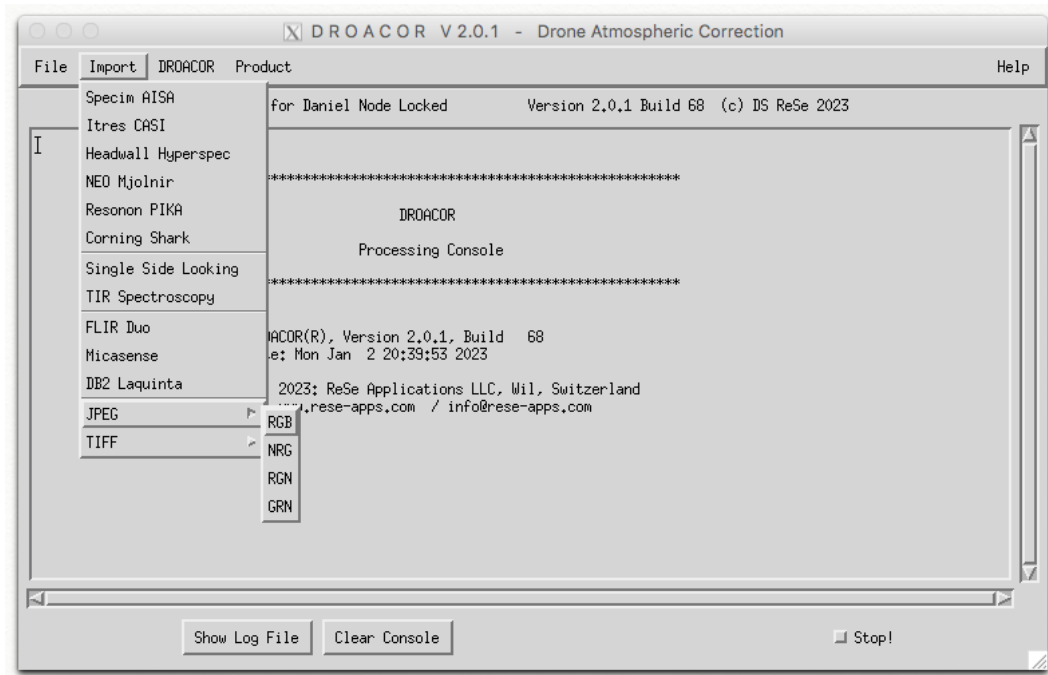 D R O A C O R   V 2.0.1  -  Drone Atmospheric Correction
File Import DROACOR Product Help
for Daniel Node Locked Version 2.0.1 Build 68 (c) DS ReSe 2023
Specim AISA
Itres CASI
Headwall Hyperspec
NEO Mjolnir
Resonon PIKA
Corning Shark
Single Side Looking
TIR Spectroscopy
FLIR Duo
Micasense
DB2 Laquinta
JPEG
TIFF
RGB
NRG
RGN
GRN
****************************************************
DROACOR
Processing Console
****************************************************
ACOR(R), Version 2.0.1, Build 68
e: Mon Jan 2 20:39:53 2023
2023: ReSe Applications LLC, Wil, Switzerland
.rese-apps.com / info@rese-apps.com
Show Log File
Clear Console
Stop!